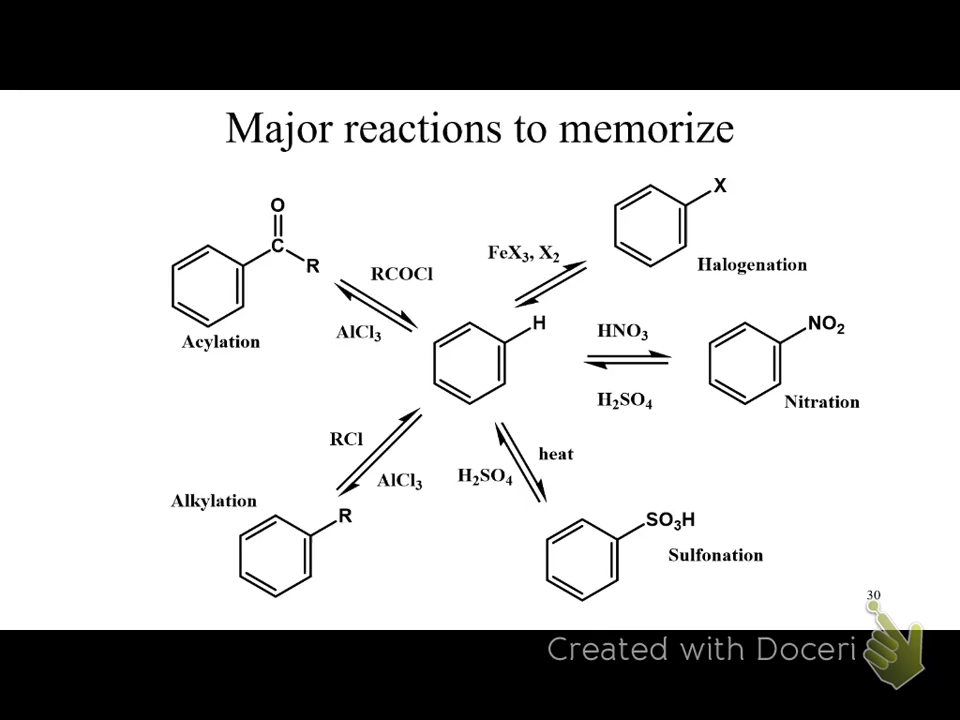 Major reactions to memorize
O
C
R
RCOCl
AlCl₃
Acylation
FeX₃, X₂
X
Halogenation
H
HNO₃
H₂SO₄
NO₂
Nitration
RCl
AlCl₃
Alkylation
R
heat
H₂SO₄
SO₃H
Sulfonation
30
Created with Doceri